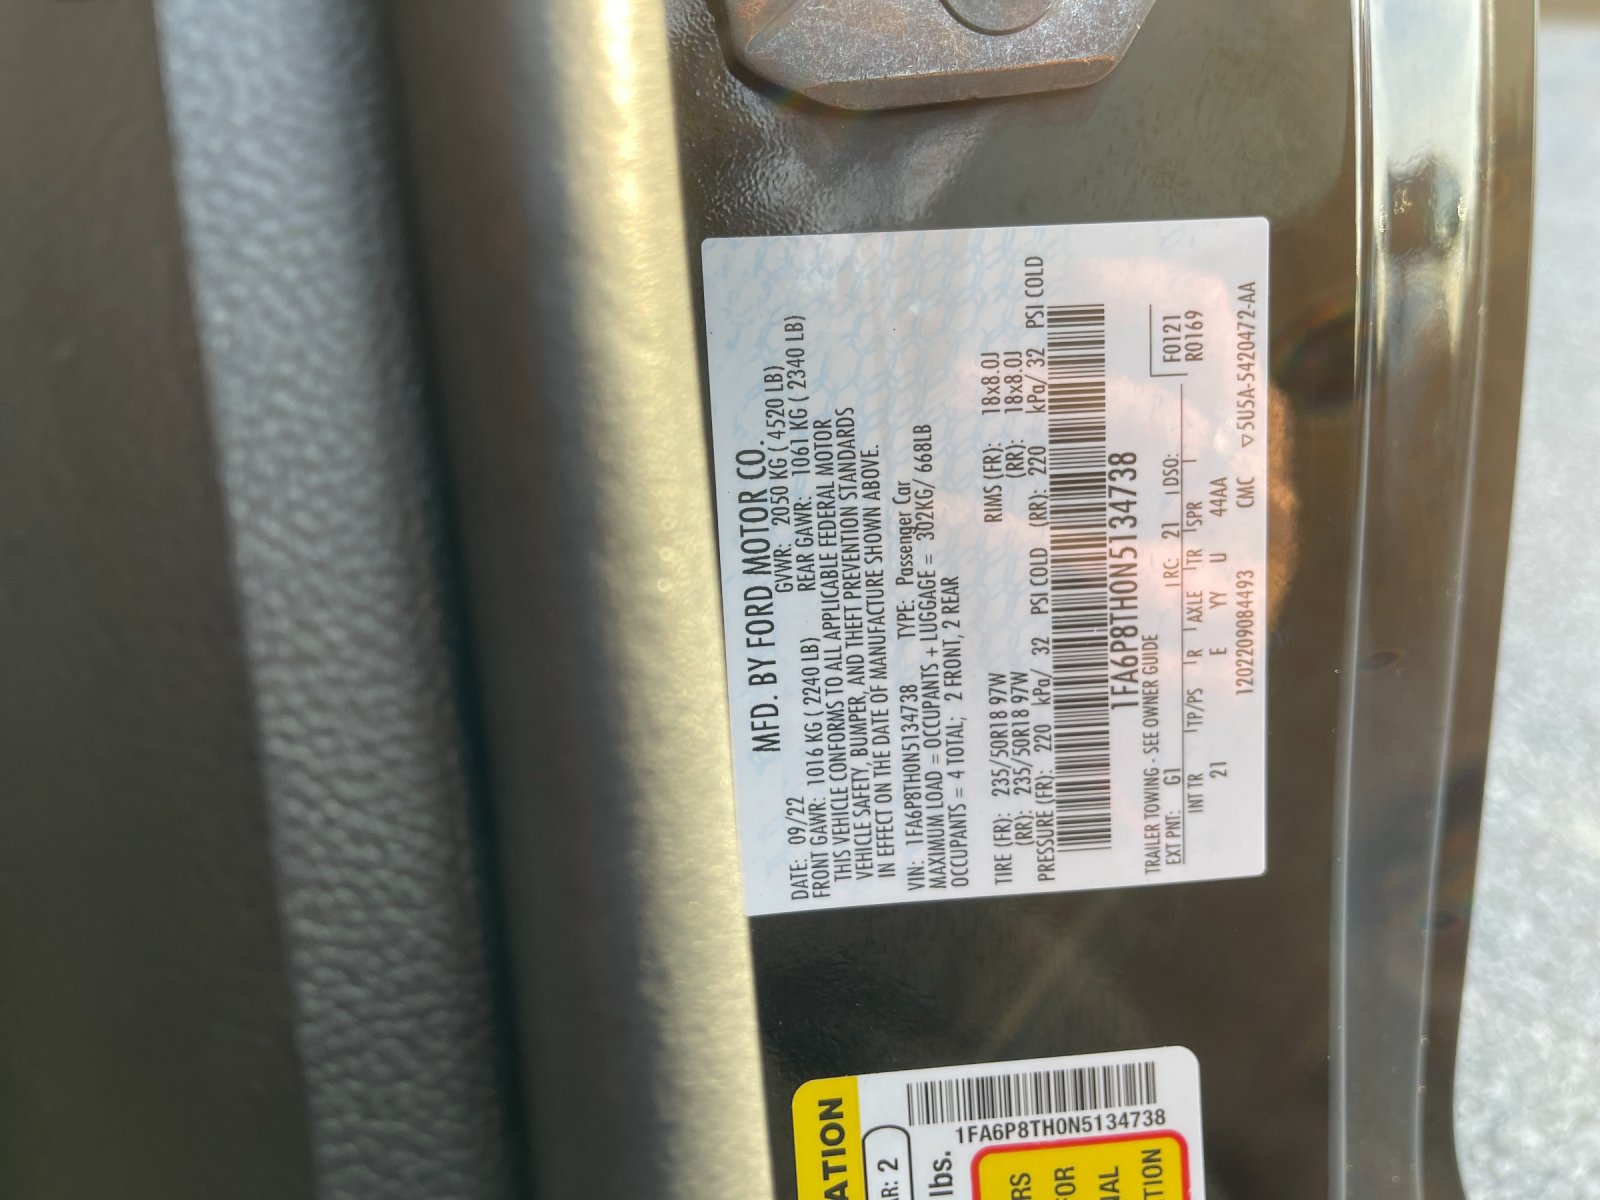 MFD. BY FORD MOTOR CO.
DATE: 09/22 GVWR: 2050 KG ( 4520 LB)
FRONT GAWR: 1016 KG ( 2240 LB) REAR GAWR: 1061 KG ( 2340 LB)
THIS VEHICLE CONFORMS TO ALL APPLICABLE FEDERAL MOTOR
VEHICLE SAFETY, BUMPER, AND THEFT PREVENTION STANDARDS
IN EFFECT ON THE DATE OF MANUFACTURE SHOWN ABOVE.
VIN: 1FA6P8TH0N5134738 TYPE: Passenger Car
MAXIMUM LOAD = OCCUPANTS + LUGGAGE = 302KG/ 668LB
OCCUPANTS = 4 TOTAL; 2 FRONT, 2 REAR
TIRE (FR): 235/50R18 97W RIMS (FR): 18x8.0J
(RR): 235/50R18 97W (RR): 18x8.0J
PRESSURE (FR): 220 kPa/ 32 PSI COLD (RR): 220 kPa/ 32 PSI COLD
1FA6P8TH0N5134738
TRAILER TOWING - SEE OWNER GUIDE
EXT PNT: G1 RC: 21 DSO: F0121
R0169
INT TR TP/PS R AXLE TR SPR
21 E YY U 44AA
120220908​4493 CMC ▽5U5A-5420472-AA
ATION
AR: 2
1FA6P8TH0N5134738
lbs.
RS
FOR
NAL
TION